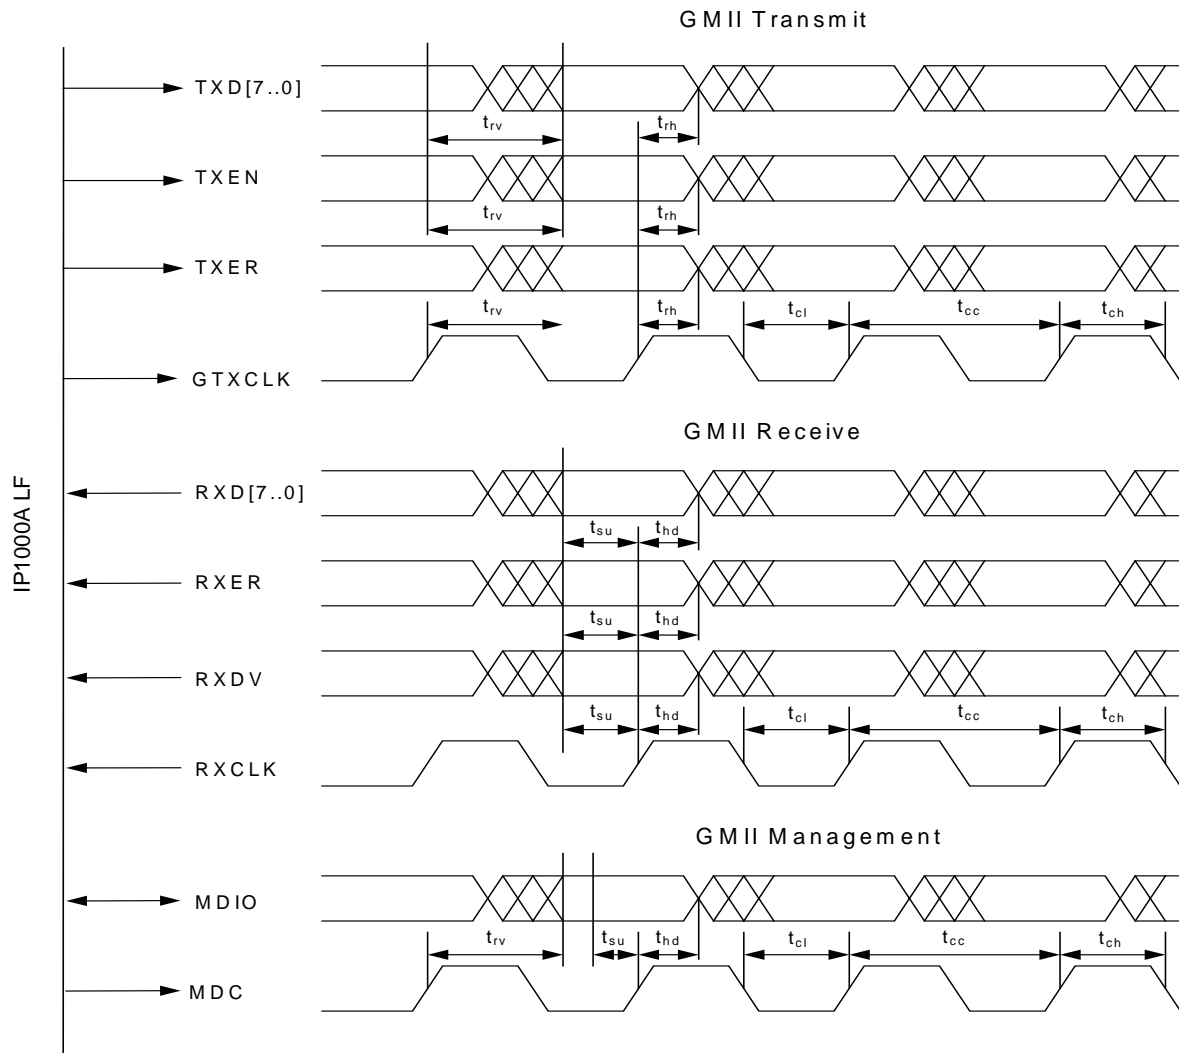 GMII Transmit
TXD[7..0]
trv
trh
TXEN
trv
trh
TXER
trv
trh
tcl
tcc
tch
GTXCLK
GMII Receive
IP1000A LF
RXD[7..0]
tsu
thd
RXER
tsu
thd
RXDV
tsu
thd
tcl
tcc
tch
RXCLK
GMII Management
MDIO
trv
tsu
thd
tcl
tcc
tch
MDC